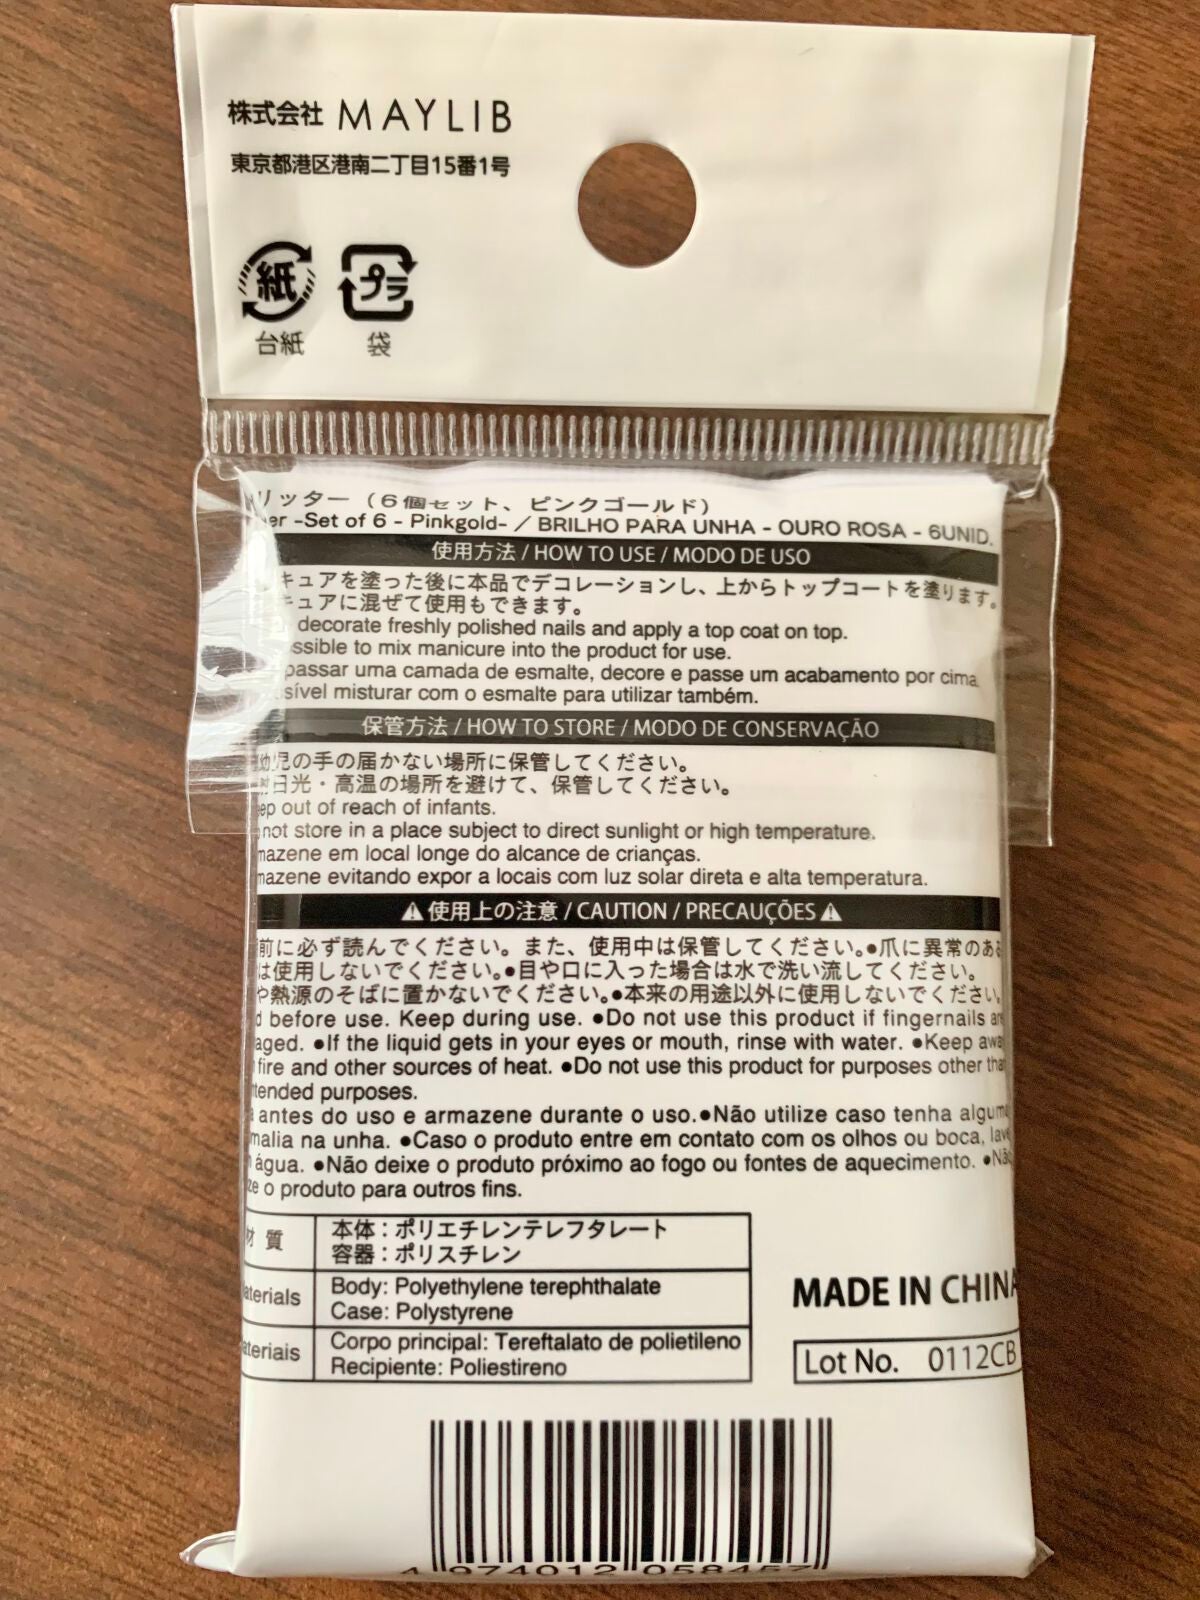 株式会社 MAYLIB
東京都港区港南二丁目15番1号
紙 プラ
台紙 袋
リッター（6個セット、ピンクゴールド）
-Set of 6 - Pinkgold- / BRILHO PARA UNHA - OURO ROSA - 6UNID.
使用方法 / HOW TO USE / MODO DE USO
キュアを塗った後に本品でデコレーションし、上からトップコートを塗ります。
キュアに混ぜて使用もできます。
decorate freshly polished nails and apply a top coat on top.
to mix manicure into the product for use.
passar uma camada de esmalte, decore e passe um acabamento por cima.
misturar com o esmalte para utilizar também.
保管方法 / HOW TO STORE / MODO DE CONSERVAÇÃO
幼児の手の届かない場所に保管してください。
射日光・高温の場所を避けて、保管してください。
out of reach of infants.
not store in a place subject to direct sunlight or high temperature.
em local longe do alcance de crianças.
evitando expor a locais com luz solar direta e alta temperatura.
⚠ 使用上の注意 / CAUTION / PRECAUÇÕES ⚠
前に必ず読んでください。また、使用中は保管してください。●爪に異常のある
は使用しないでください。●目や口に入った場合は水で洗い流してください。
や熱源のそばに置かないでください。●本来の用途以外に使用しないでください。
before use. Keep during use. ●Do not use this product if fingernails are
●If the liquid gets in your eyes or mouth, rinse with water. ●Keep away
fire and other sources of heat. ●Do not use this product for purposes other than
purposes.
antes do uso e armazene durante o uso.●Não utilize caso tenha alguma
na unha. ●Caso o produto entre em contato com os olhos ou boca, lave
água. ●Não deixe o produto próximo ao fogo ou fontes de aquecimento. ●Não
o produto para outros fins.
材 質 本体：ポリエチレンテレフタレート
容器：ポリスチレン
Body: Polyethylene terephthalate
Materials Case: Polystyrene
Corpo principal: Tereftalato de polietileno
Materiais Recipiente: Poliestireno
MADE IN CHINA
Lot No. 0112CB
4 974012 058457